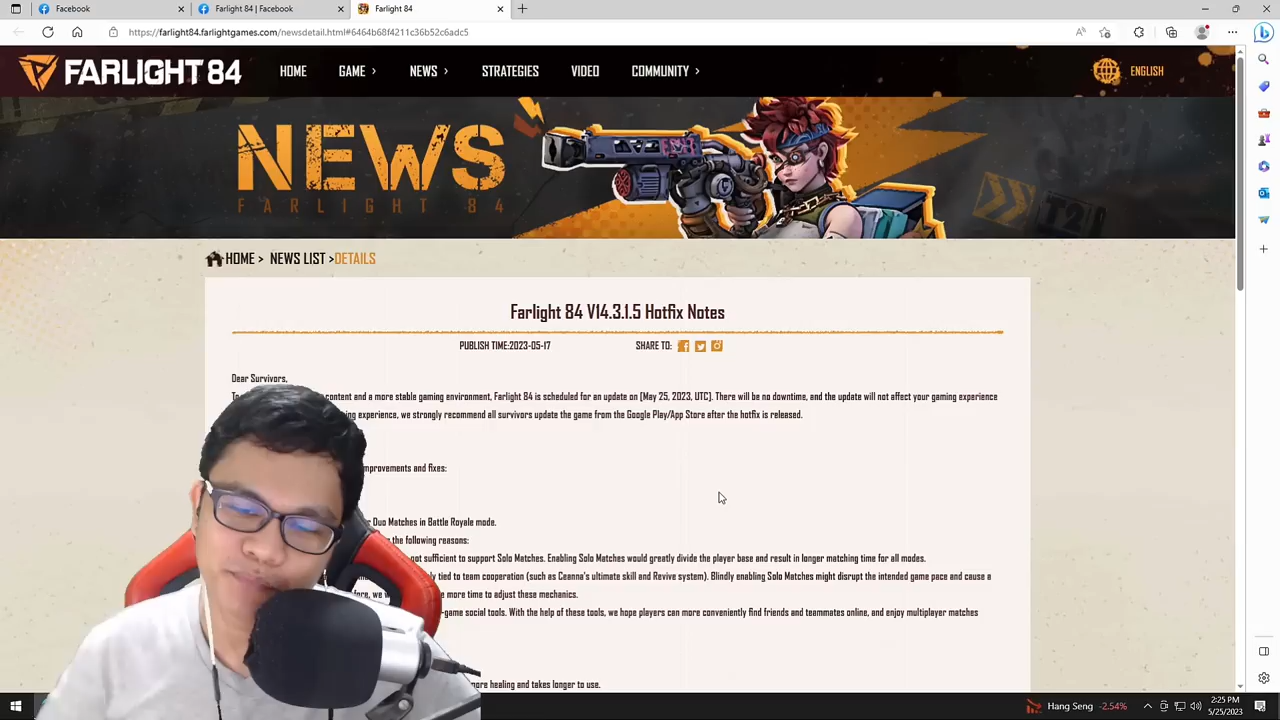 Facebook
(2) Facebook | Facebook
Farlight 84
https://farlight84.farlightgames.com/newsdetail.html#6464b68f4211c36b52c6adc5
FARLIGHT 84
HOME
GAME
NEWS
STRATEGIES
VIDEO
COMMUNITY
ENGLISH
NEWS
FARLIGHT 84
HOME > NEWS LIST >DETAILS
Farlight 84 V14.3.1.5 Hotfix Notes
PUBLISH TIME:2023-05-17
SHARE TO:
Dear Survivors,
content and a more stable gaming environment, Farlight 84 is scheduled for an update on [May 25, 2023, UTC]. There will be no downtime, and the update will not affect your gaming experience
experience, we strongly recommend all survivors update the game from the Google Play/App Store after the hotfix is released.
improvements and fixes:
Duo Matches in Battle Royale mode.
the following reasons:
not sufficient to support Solo Matches. Enabling Solo Matches would greatly divide the player base and result in longer matching time for all modes.
tied to team cooperation (such as Ceanna's ultimate skill and Revive system). Blindly enabling Solo Matches might disrupt the intended game pace and cause a
more time to adjust these mechanics.
-game social tools. With the help of these tools, we hope players can more conveniently find friends and teammates online, and enjoy multiplayer matches
more healing and takes longer to use.
Hang Seng -2.54%
2:25 PM
5/25/2023